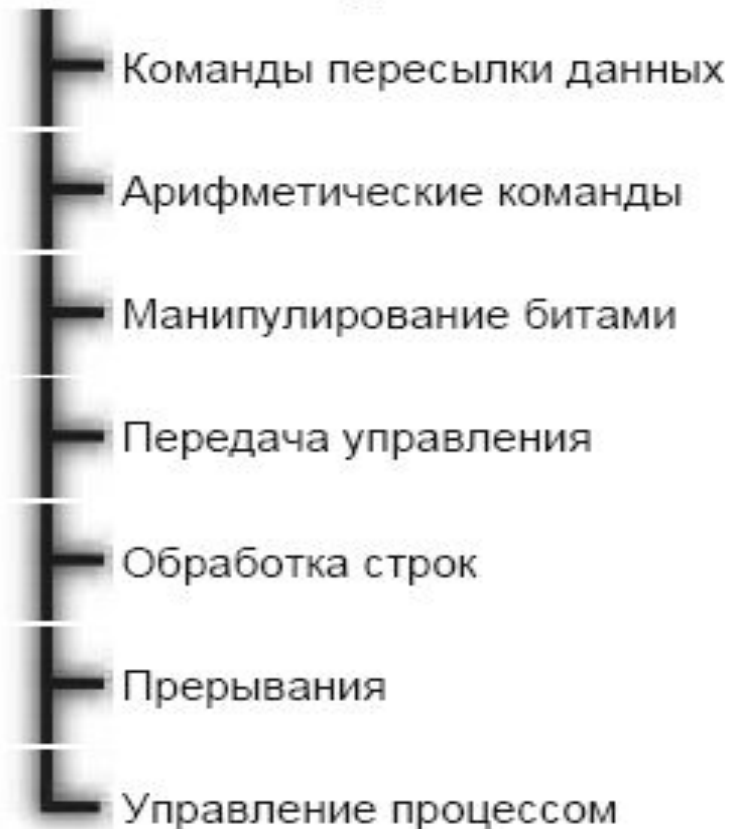 Команды пересылки данных
Арифметические команды
Манипулирование битами
Передача управления
Обработка строк
Прерывания
Управление процессом